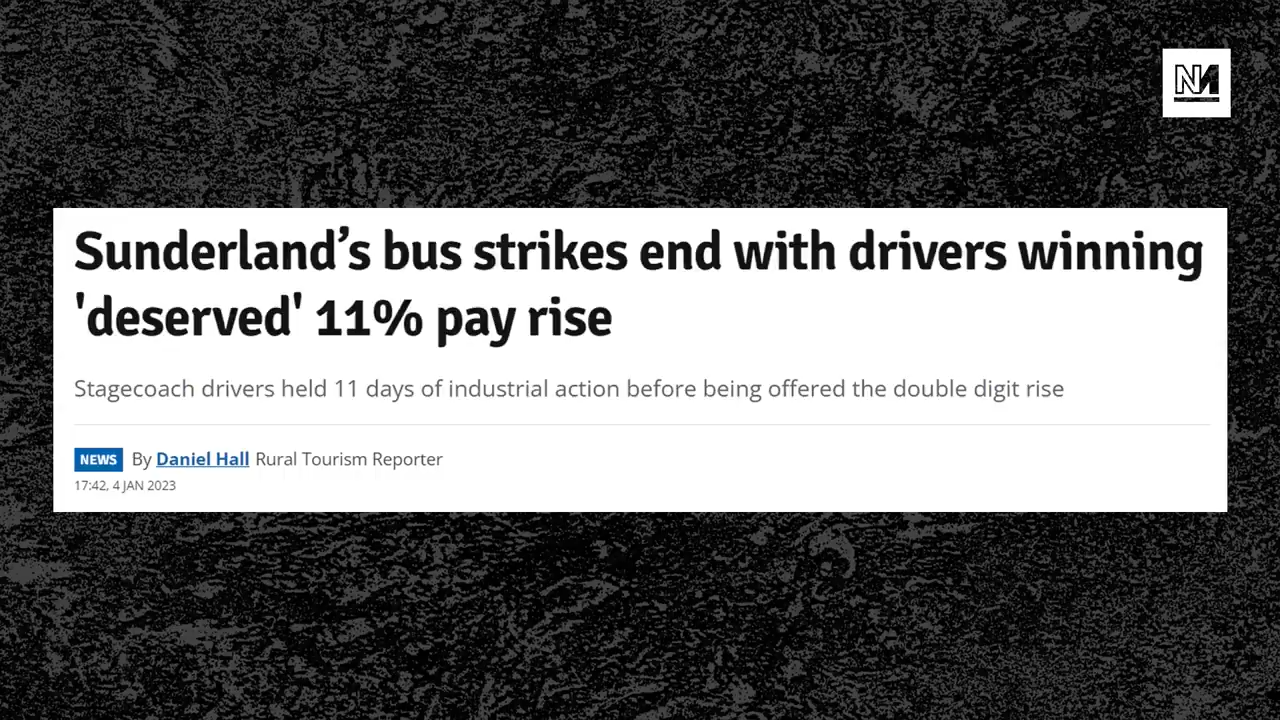 NM
Sunderland’s bus strikes end with drivers winning
'deserved' 11% pay rise
Stagecoach drivers held 11 days of industrial action before being offered the double digit rise
NEWS By Daniel Hall Rural Tourism Reporter
17:42, 4 JAN 2023